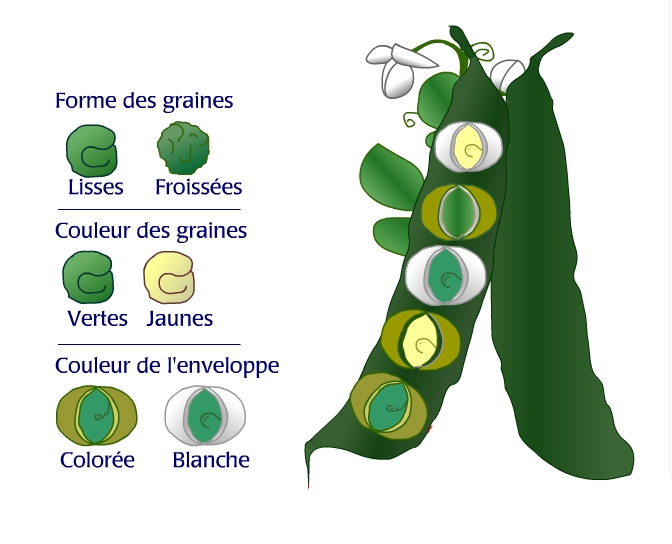 Forme des graines
Lisses Froissées
Couleur des graines
Vertes Jaunes
Couleur de l'enveloppe
Colorée Blanche